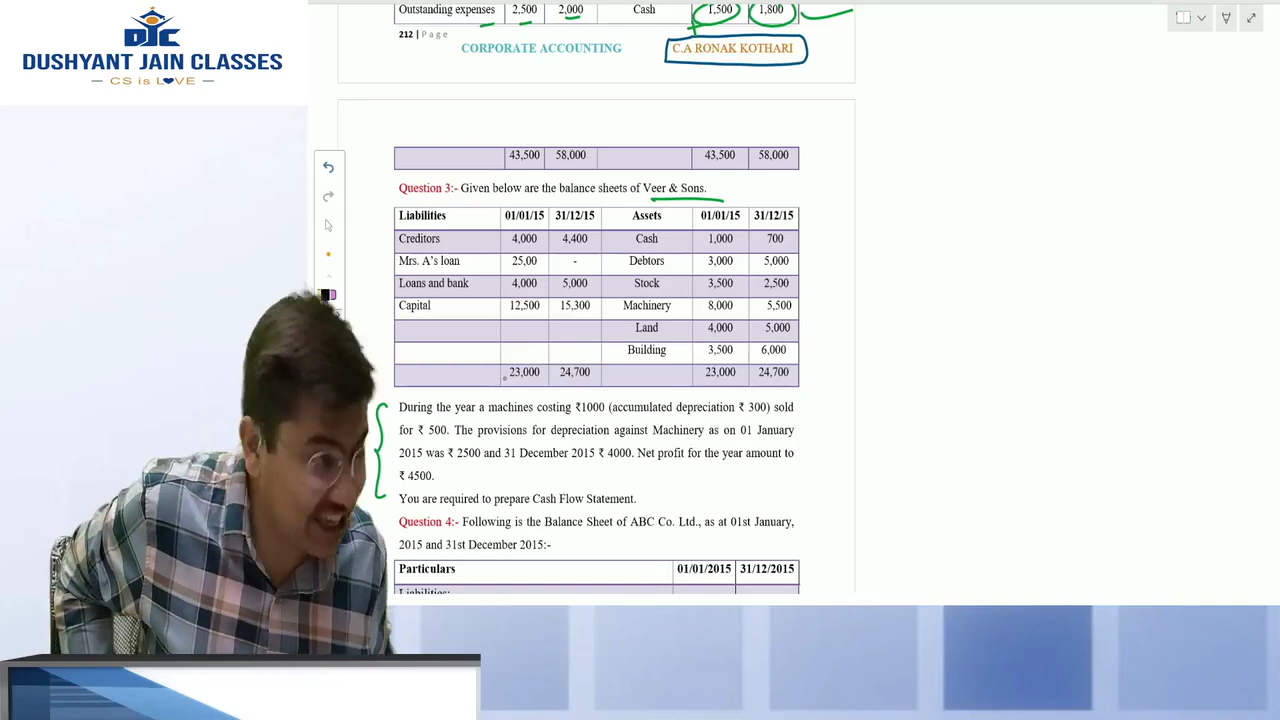 Outstanding expenses 2,500 2,000 Cash 1,500 1,800
212 | Page
CORPORATE ACCOUNTING C.A RONAK KOTHARI
DTC
DUSHYANT JAIN CLASSES
CS is L VE
43,500 58,000 43,500 58,000
Question 3:- Given below are the balance sheets of Veer & Sons.
Liabilities 01/01/15 31/12/15 Assets 01/01/15 31/12/15
Creditors 4,000 4,400 Cash 1,000 700
Mrs. A's loan 25,00 - Debtors 3,000 5,000
Loans and bank 4,000 5,000 Stock 3,500 2,500
Capital 12,500 15,300 Machinery 8,000 5,500
Land 4,000 5,000
Building 3,500 6,000
23,000 24,700 23,000 24,700
During the year a machines costing ₹1000 (accumulated depreciation ₹ 300) sold
for ₹ 500. The provisions for depreciation against Machinery as on 01 January
2015 was ₹ 2500 and 31 December 2015 ₹ 4000. Net profit for the year amount to
₹ 4500.
You are required to prepare Cash Flow Statement.
Question 4:- Following is the Balance Sheet of ABC Co. Ltd., as at 01st January,
2015 and 31st December 2015:-
Particulars 01/01/2015 31/12/2015
Liabilities: